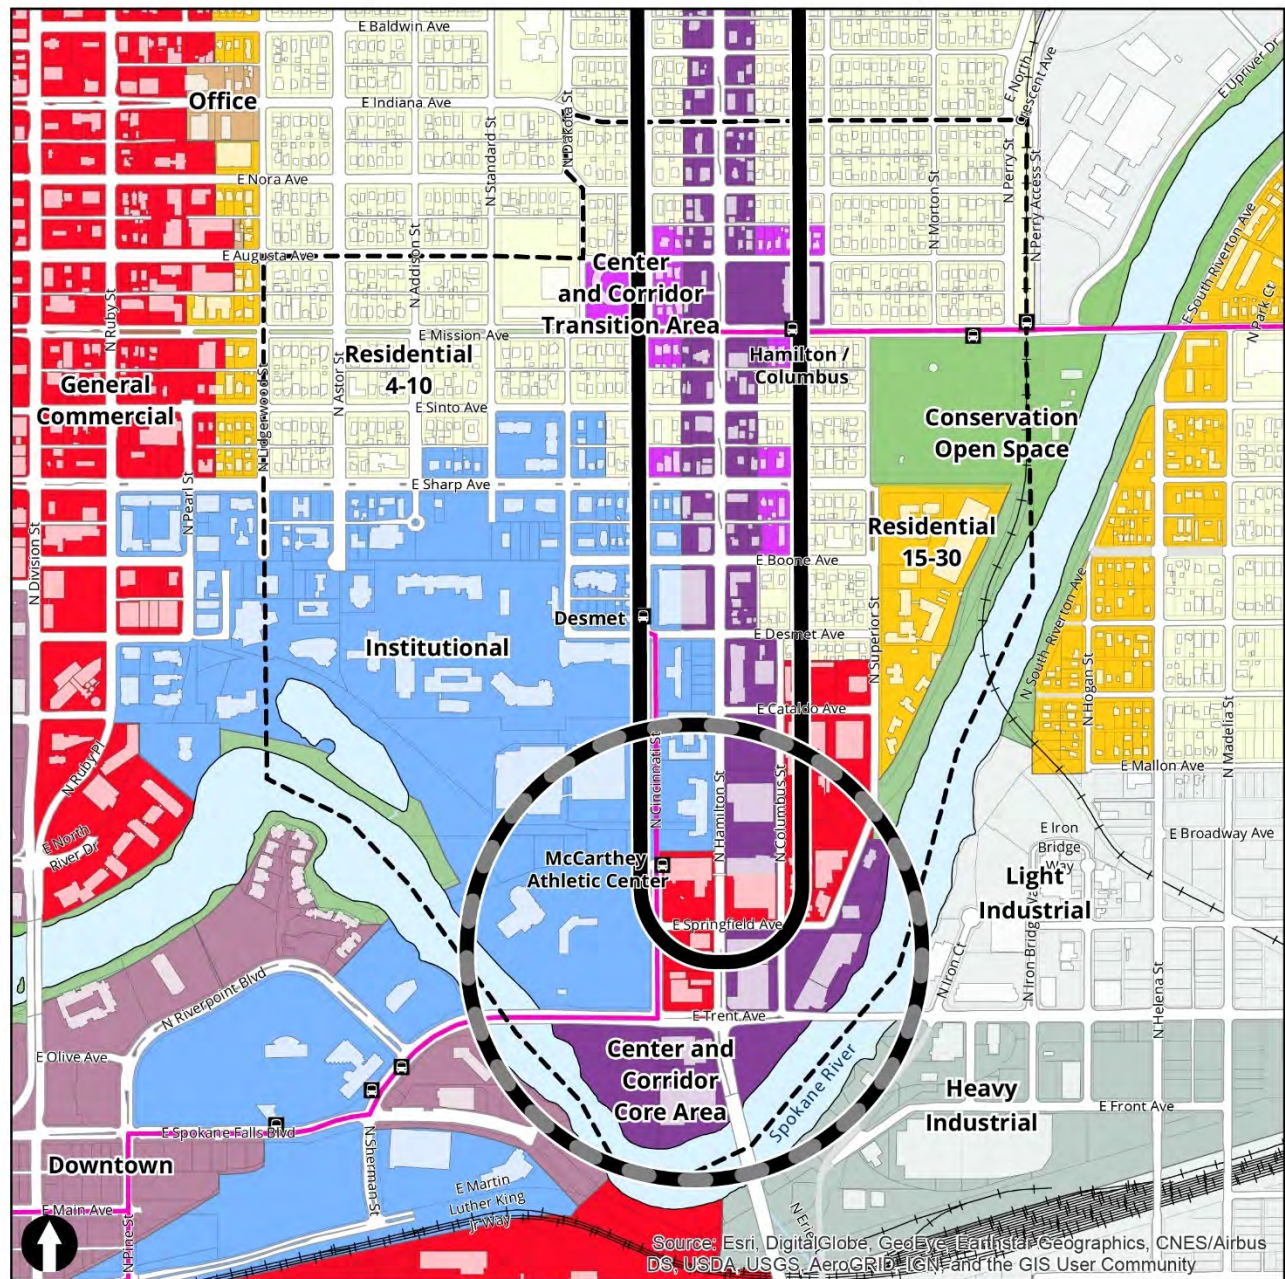 E Baldwin Ave
Office
E Indiana Ave
N Standard St
N Dakota St
E North
Crescent Ave
E Upriver Dr
E Nora Ave
N Morton St
N Perry St
N Perry Access St
E Augusta Ave
N Addison St
Center
and Corridor
Transition Area
E South Riverton Ave
N Park Ct
N Ruby St
E Mission Ave
N Astor St
Residential
4-10
Hamilton /
Columbus
General
Commercial
N Lidgerwood St
E Sinto Ave
Conservation
Open Space
N Pearl St
E Sharp Ave
N Division St
Residential
15-30
E Boone Ave
Desmet
E Desmet Ave
N Superior St
N South Riverton Ave
Institutional
N Hogan St
N Madelia St
E Cataldo Ave
N Ruby Pl
N Cincinnati St
N Hamilton St
N Columbus St
E Mallon Ave
E North
River Dr
E Iron
Bridge
Way
E Broadway Ave
McCarthey
Athletic Center
Light
Industrial
E Springfield Ave
N Iron Ct
N Helena St
N Riverpoint Blvd
E Trent Ave
E Olive Ave
Center and
Corridor
Core Area
Spokane River
Heavy
Industrial
E Front Ave
E Spokane Falls Blvd
N Sherman St
Downtown
E Martin
Luther King
Jr Way
E Main Ave
N Pine St
N Erie
Source: Esri, DigitalGlobe, GeoEye, Earthstar Geographics, CNES/Airbus
DS, USDA, USGS, AeroGRID, IGN, and the GIS User Community